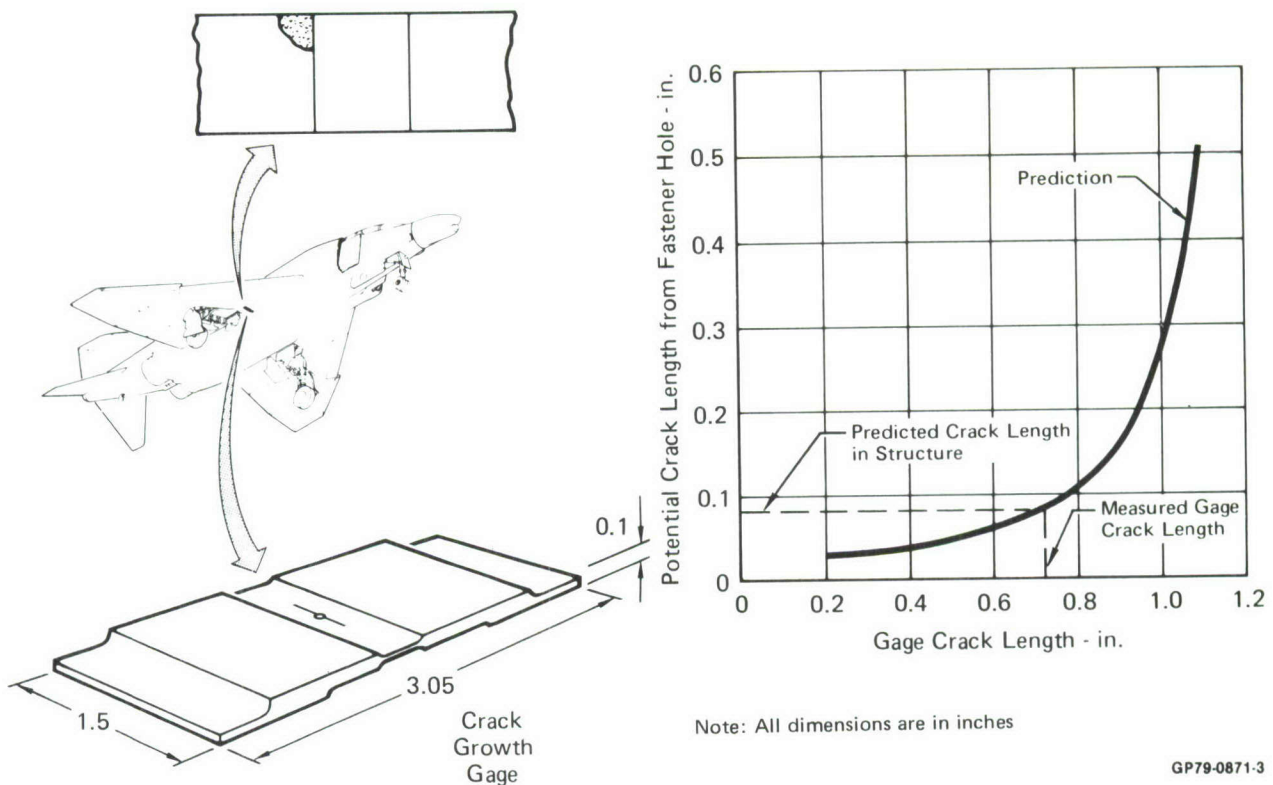 0.6
0.5
0.4
0.3
0.2
0.1
0
Potential Crack Length from Fastener Hole - in.
Prediction
Predicted Crack Length
in Structure
Measured Gage
Crack Length
0 0.2 0.4 0.6 0.8 1.0 1.2
Gage Crack Length - in.
0.1
3.05
1.5
Crack
Growth
Gage
Note: All dimensions are in inches
GP79-0871-3